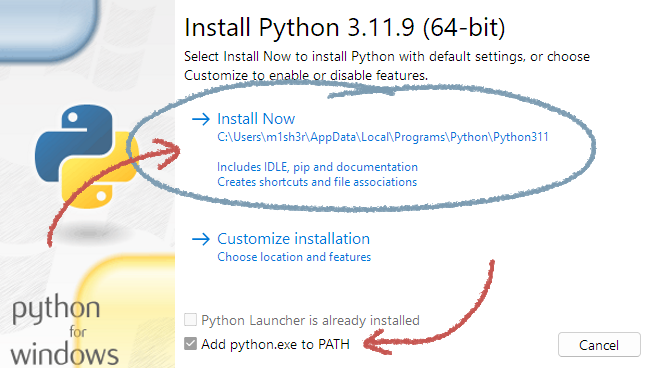 Install Python 3.11.9 (64-bit)
Select Install Now to install Python with default settings, or choose
Customize to enable or disable features.
Install Now
C:\Users\m1sh3r\AppData\Local\Programs\Python\Python311
Includes IDLE, pip and documentation
Creates shortcuts and file associations
Customize installation
Choose location and features
Python Launcher is already installed
Add python.exe to PATH
Cancel
python
for
windows